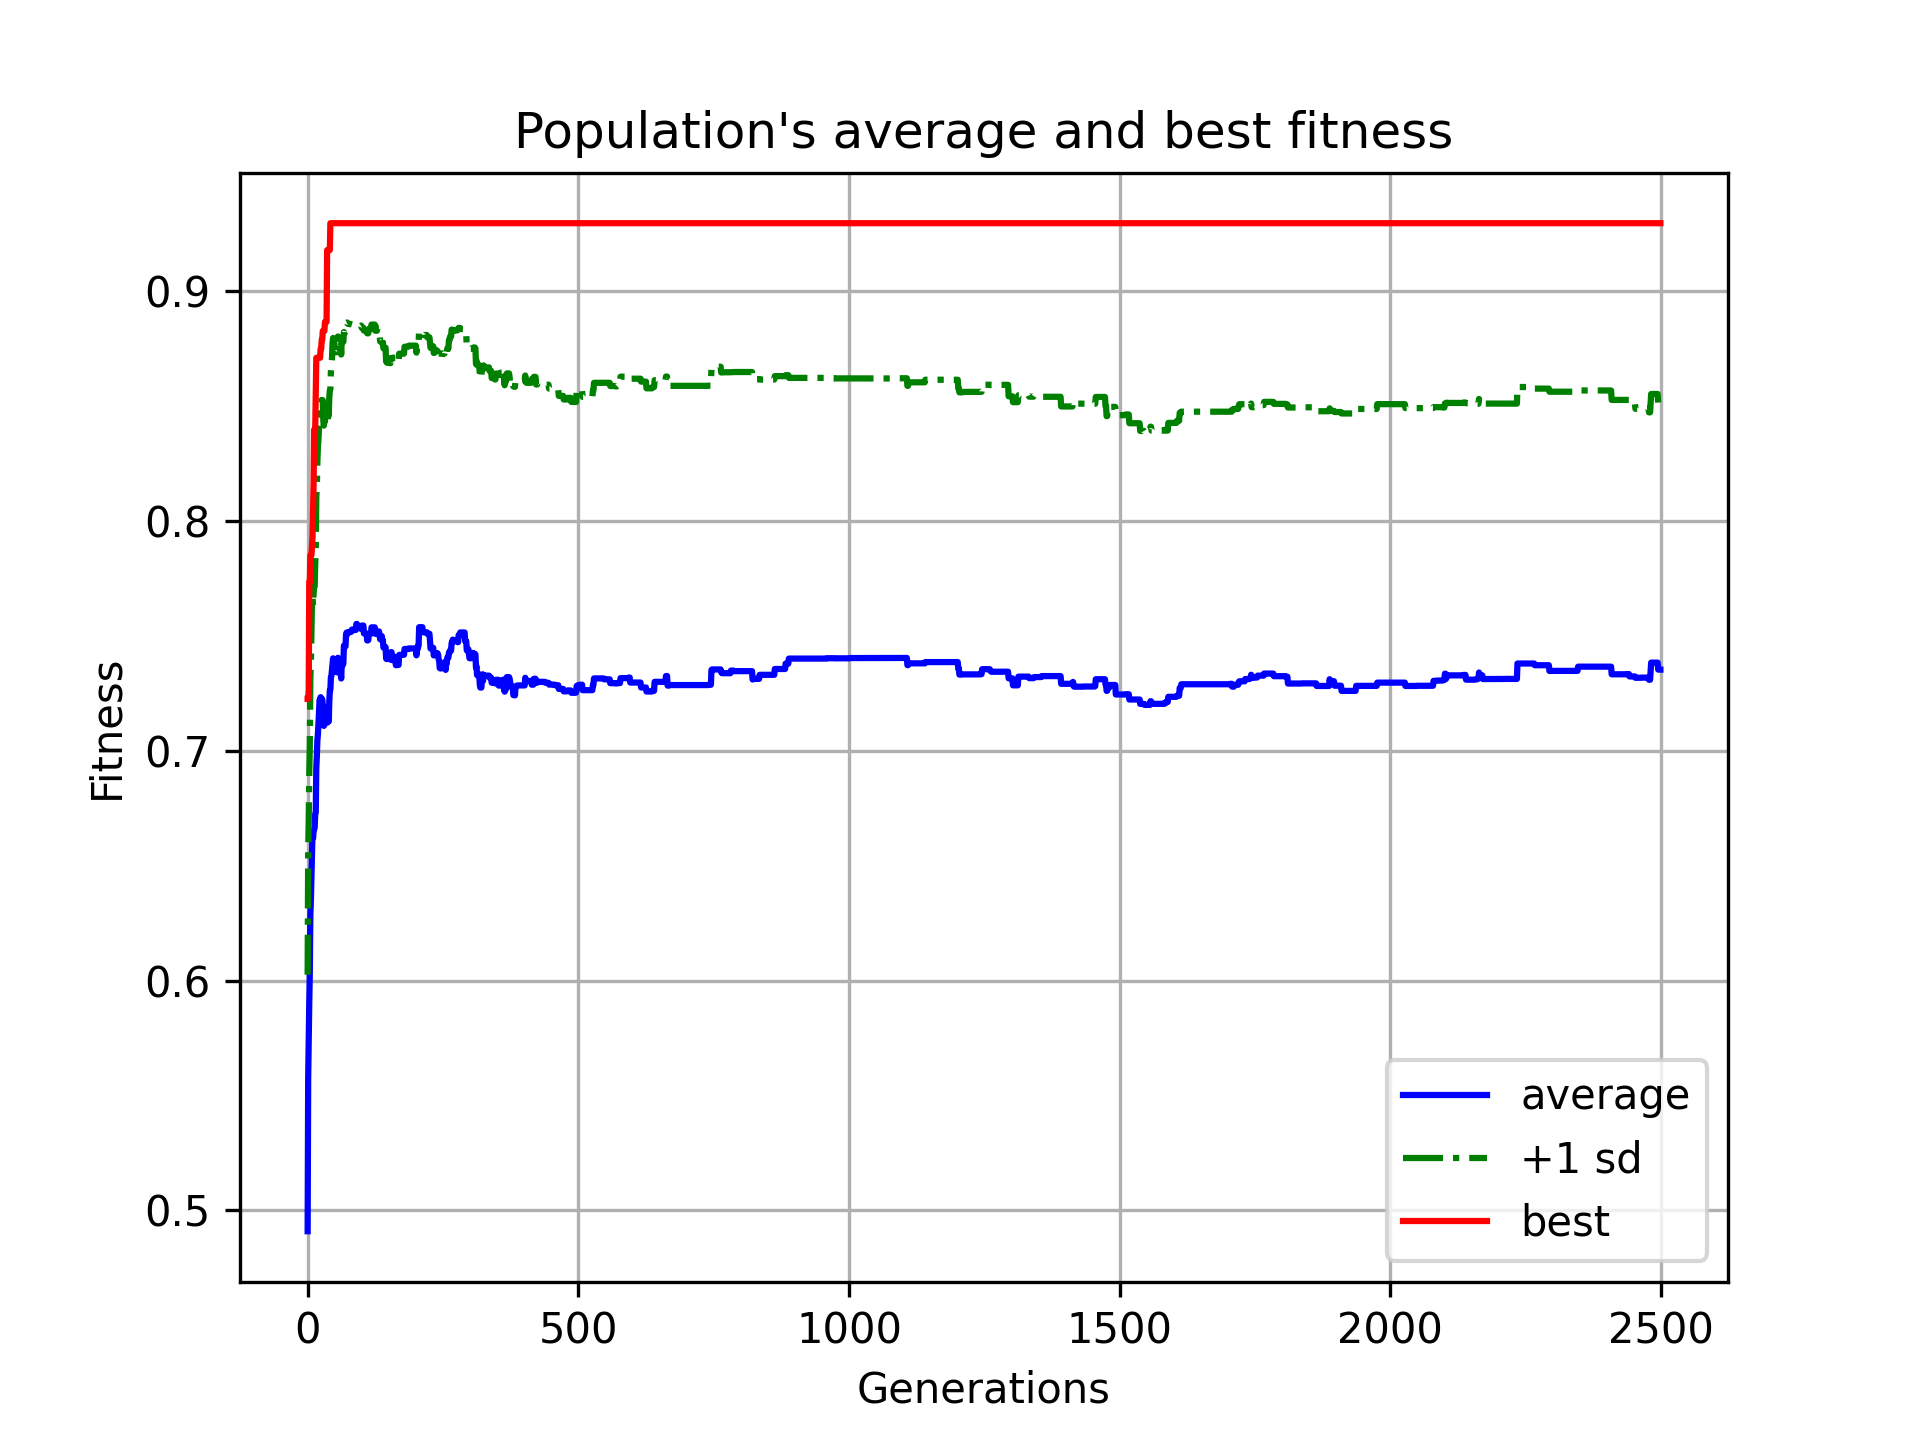 Population's average and best fitness
Fitness
0.9
0.8
0.7
0.6
0.5
0 500 1000 1500 2000 2500
Generations
average
+1 sd
best